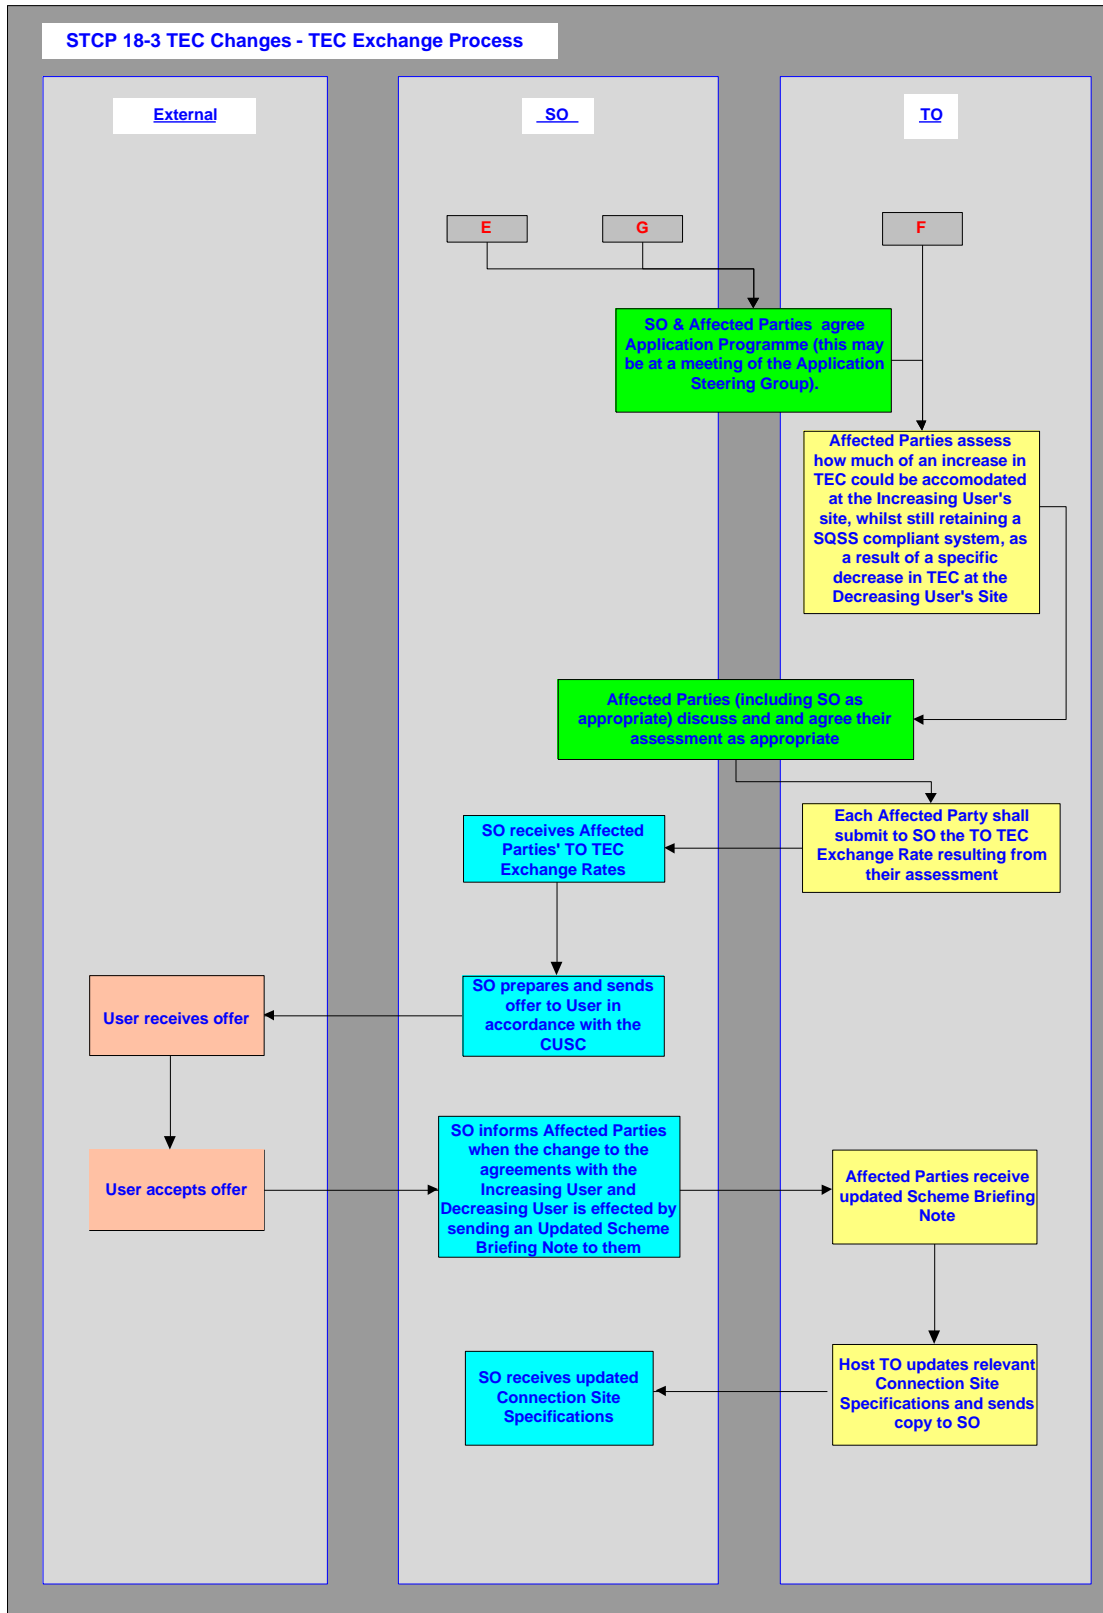 STCP 18-3 TEC Changes - TEC Exchange Process
External
SO
TO
E
G
F
SO & Affected Parties agree
Application Programme (this may
be at a meeting of the Application
Steering Group).
Affected Parties assess
how much of an increase in
TEC could be accomodated
at the Increasing User's
site, whilst still retaining a
SQSS compliant system, as
a result of a specific
decrease in TEC at the
Decreasing User's Site
Affected Parties (including SO as
appropriate) discuss and and agree their
assessment as appropriate
Each Affected Party shall
submit to SO the TO TEC
Exchange Rate resulting from
their assessment
SO receives Affected
Parties' TO TEC
Exchange Rates
SO prepares and sends
offer to User in
accordance with the
CUSC
User receives offer
User accepts offer
SO informs Affected Parties
when the change to the
agreements with the
Increasing User and
Decreasing User is effected by
sending an Updated Scheme
Briefing Note to them
Affected Parties receive
updated Scheme Briefing
Note
Host TO updates relevant
Connection Site
Specifications and sends
copy to SO
SO receives updated
Connection Site
Specifications